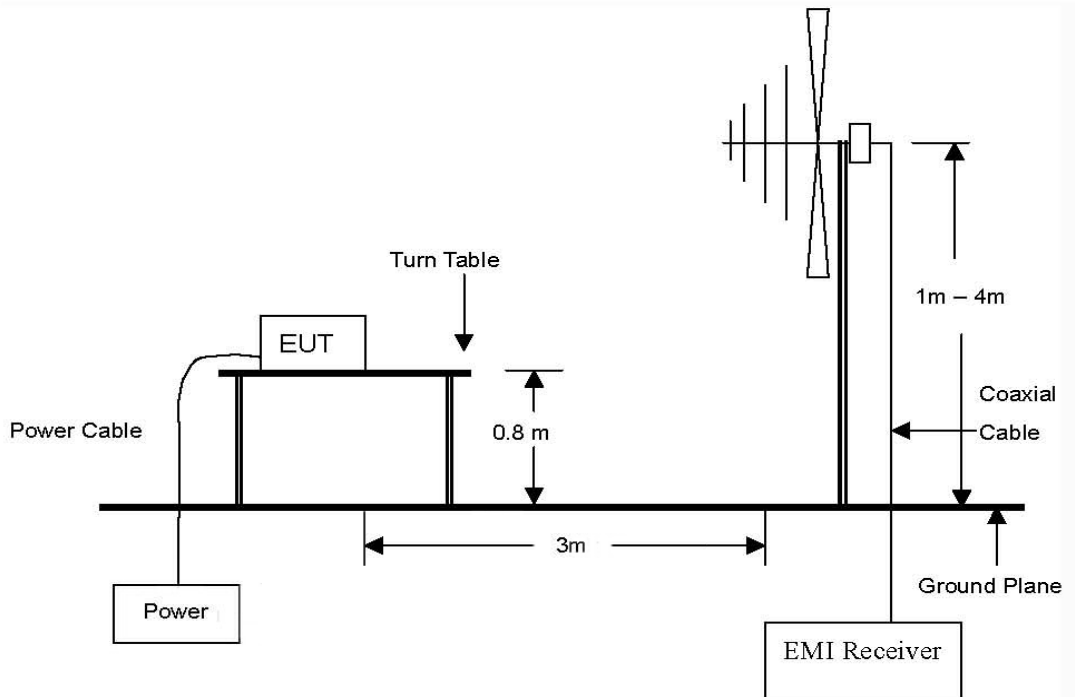 Turn Table
1m – 4m
EUT
Coaxial
Cable
Power Cable
0.8 m
3m
Ground Plane
Power
EMI Receiver